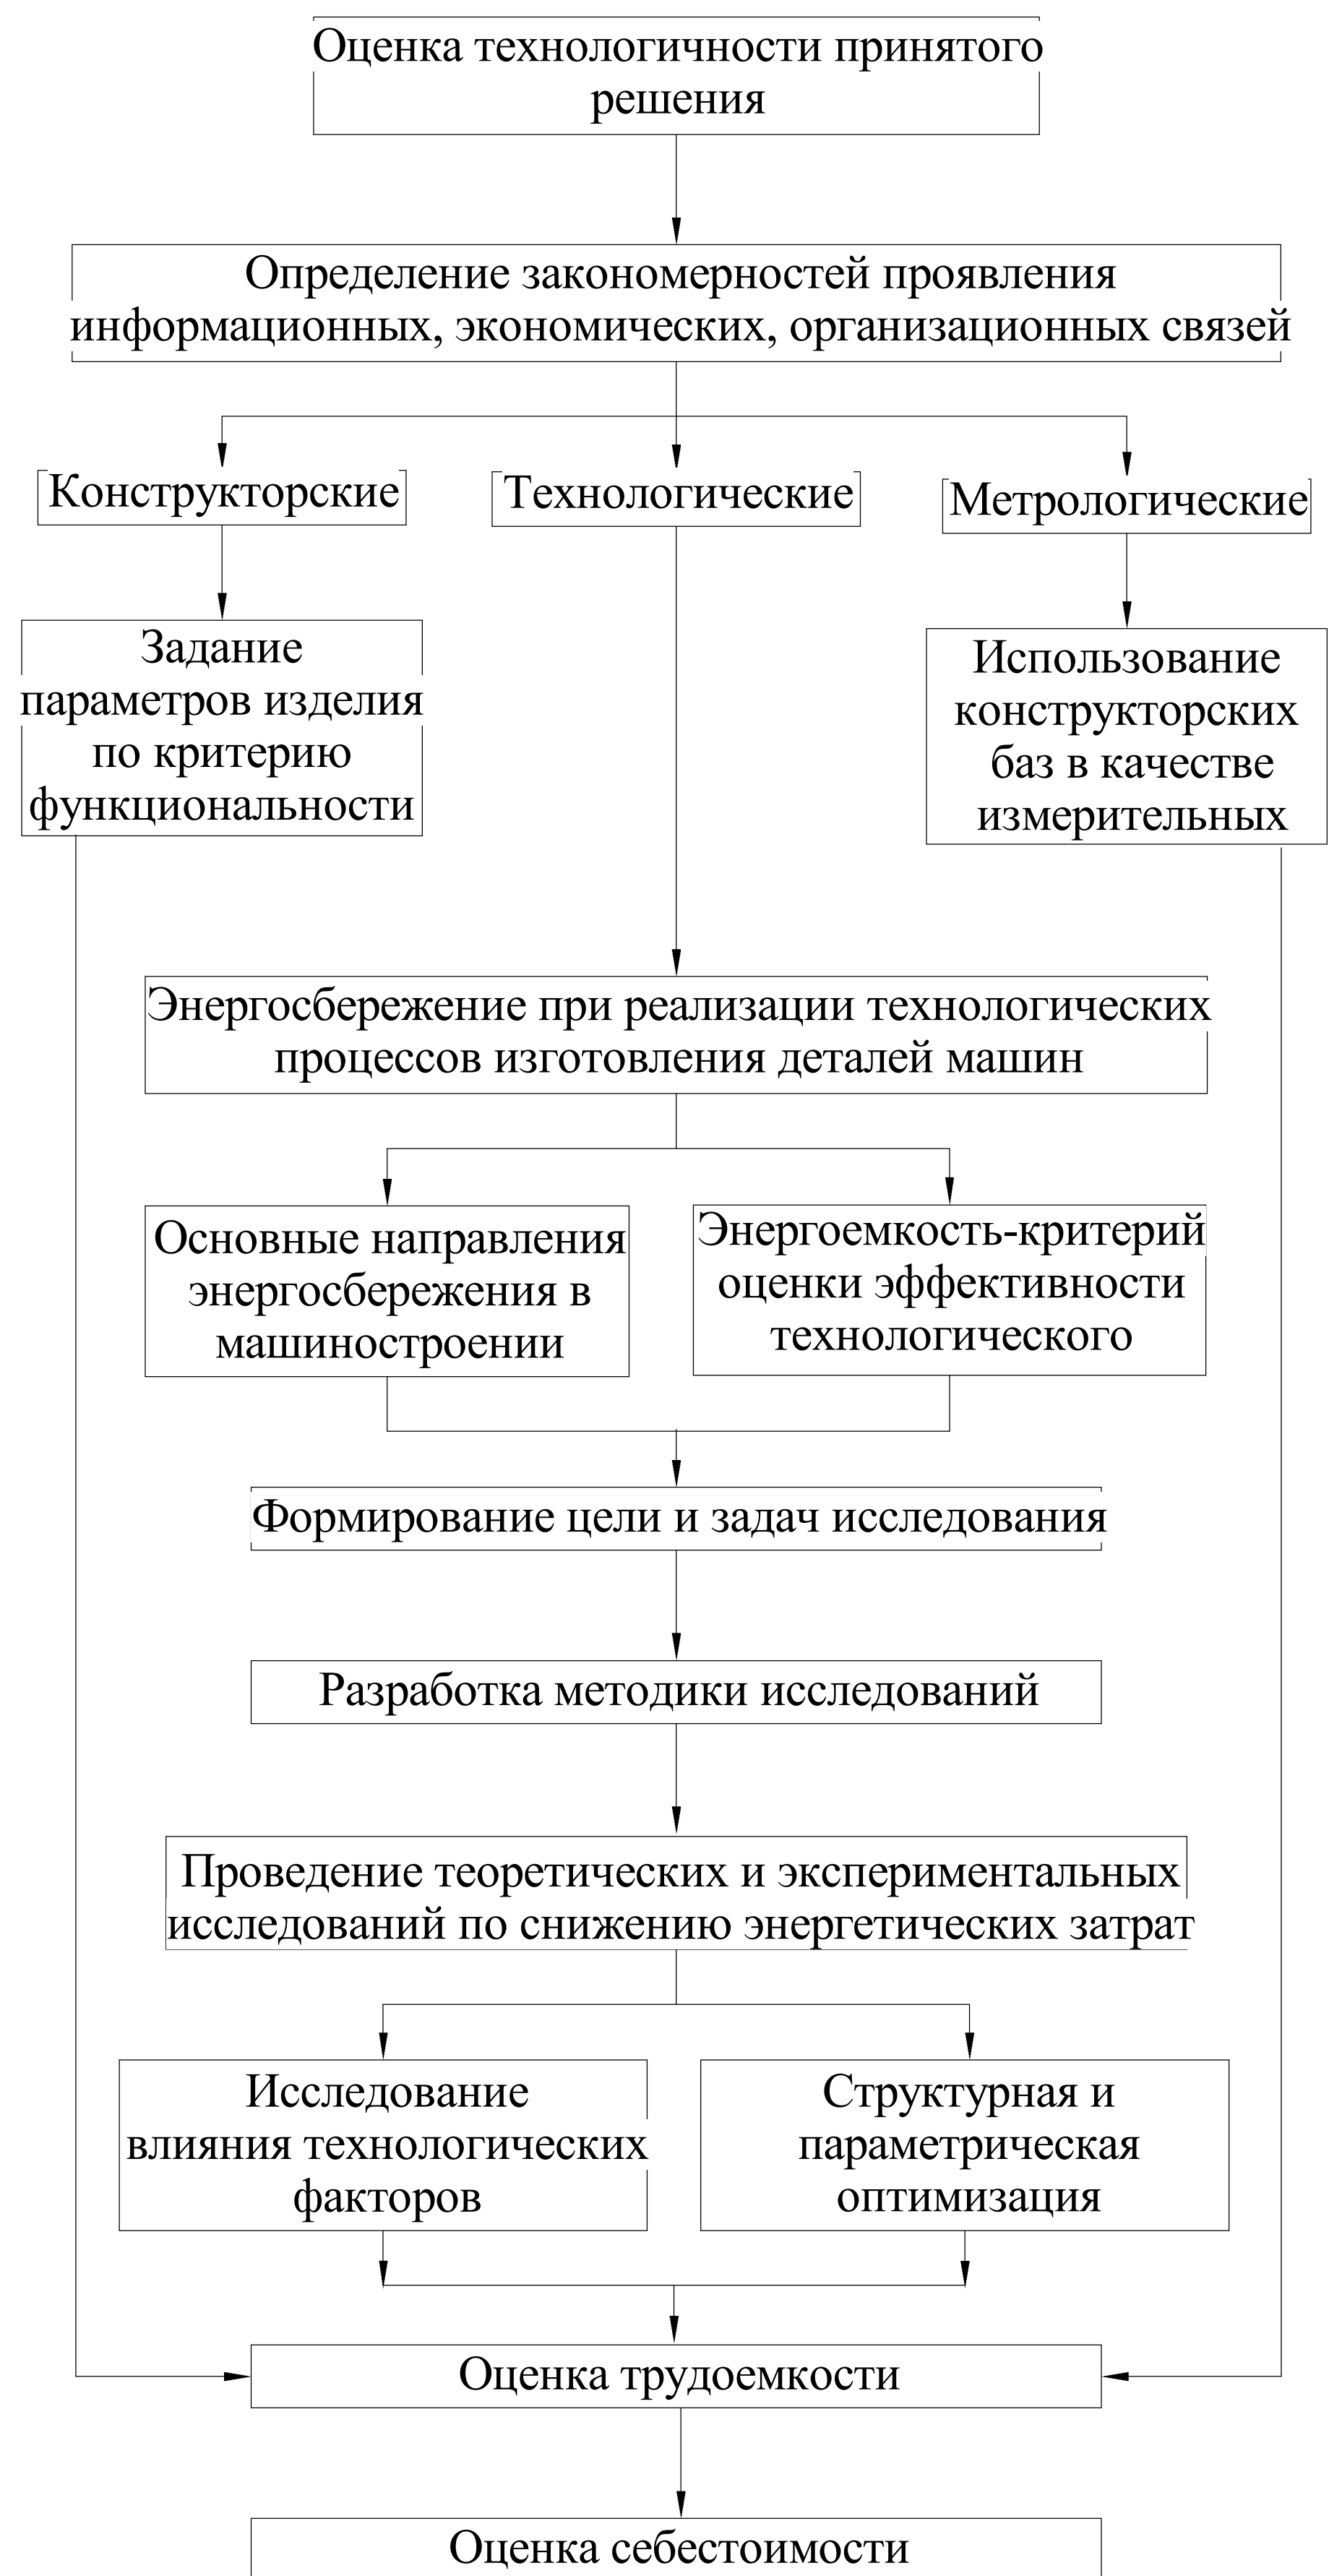 Оценка технологичности принятого
решения
Определение закономерностей проявления
информационных, экономических, организационных связей
Конструкторские
Технологические
Метрологические
Задание
параметров изделия
по критерию
функциональности
Использование
конструкторских
баз в качестве
измерительных
Энергосбережение при реализации технологических
процессов изготовления деталей машин
Основные направления
энергосбережения в
машиностроении
Энергоемкость-критерий
оценки эффективности
технологического
Формирование цели и задач исследования
Разработка методики исследований
Проведение теоретических и экспериментальных
исследований по снижению энергетических затрат
Исследование
влияния технологических
факторов
Структурная и
параметрическая
оптимизация
Оценка трудоемкости
Оценка себестоимости